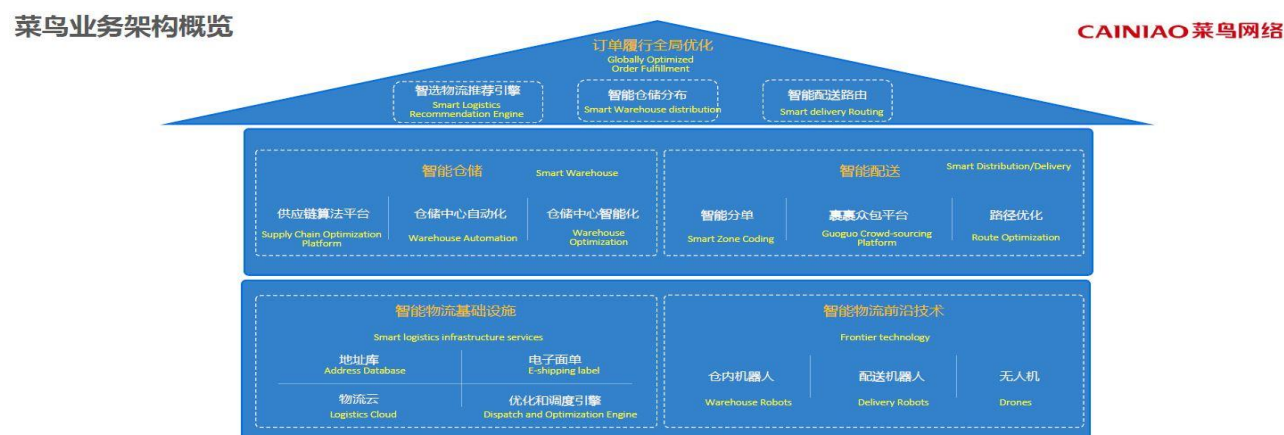 菜鸟业务架构概览
CAINIAO菜鸟网络
订单履行全局优化
Globally Optimized
Order Fulfillment
智选物流推荐引擎
Smart Logistics
Recommendation Engine
智能仓储分布
Smart Warehouse distribution
智能配送路由
Smart delivery Routing
智能仓储
Smart Warehouse
供应链算法平台
Supply Chain Optimization
Platform
仓储中心自动化
Warehouse Automation
仓储中心智能化
Warehouse
Optimization
智能配送
Smart Distribution/Delivery
智能分单
Smart Zone Coding
裹裹众包平台
Guoguo Crowd-sourcing
Platform
路径优化
Route Optimization
智能物流基础设施
Smart logistics infrastructure services
地址库
Address Database
电子面单
E-shipping label
物流云
Logistics Cloud
优化和调度引擎
Dispatch and Optimization Engine
智能物流前沿技术
Frontier technology
仓内机器人
Warehouse Robots
配送机器人
Delivery Robots
无人机
Drones